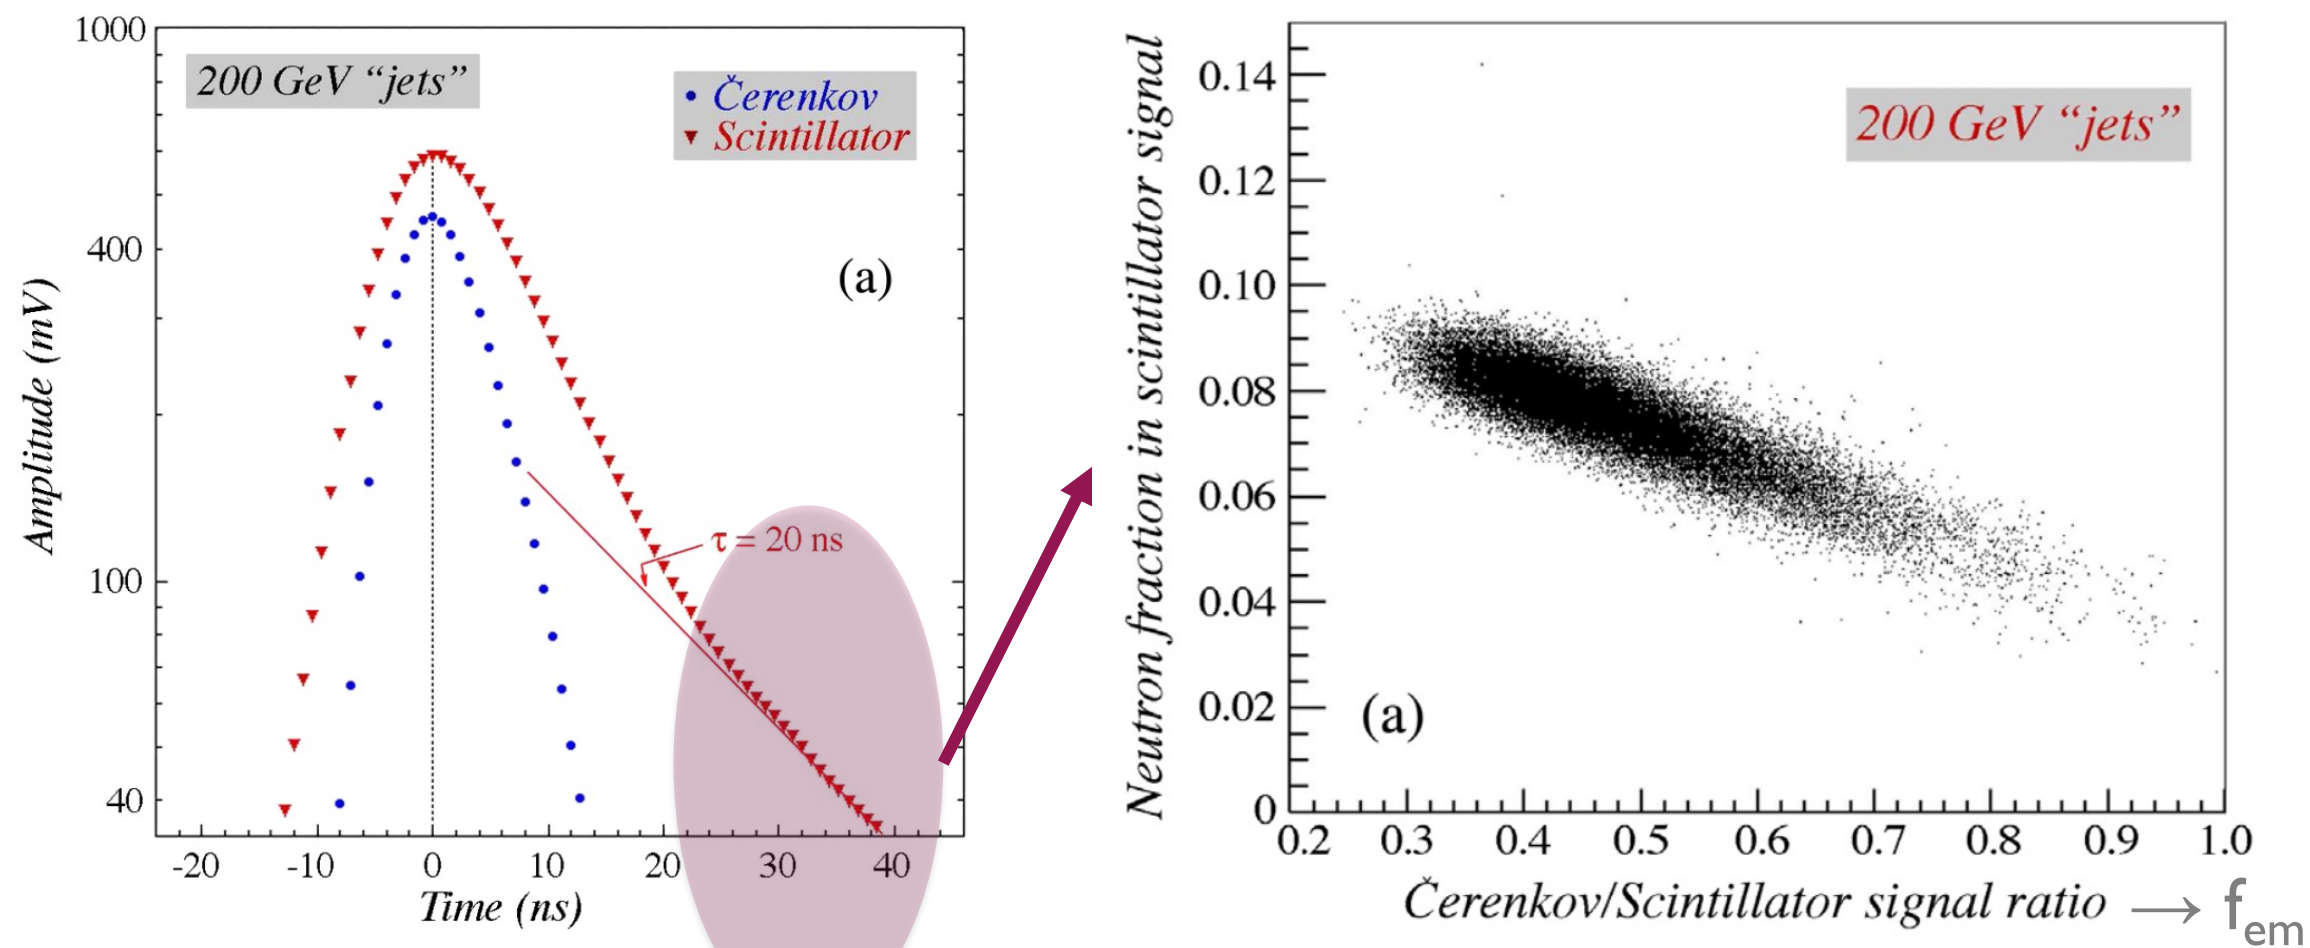 1000
400
100
40
Amplitude (mV)
200 GeV “jets”
Čerenkov
Scintillator
(a)
τ = 20 ns
-20 -10 0 10 20 30 40
Time (ns)
Neutron fraction in scintillator signal
0.14
0.12
0.10
0.08
0.06
0.04
0.02
0
200 GeV “jets”
(a)
0.2 0.3 0.4 0.5 0.6 0.7 0.8 0.9 1.0
Čerenkov/Scintillator signal ratio → fem